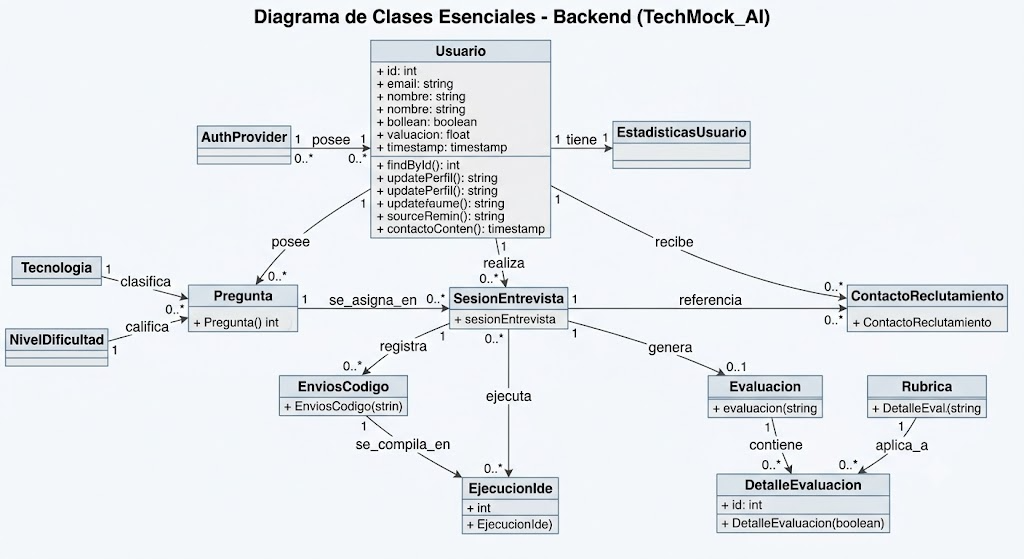 Diagrama de Clases Esenciales - Backend (TechMock_AI)
Usuario
+ id: int
+ email: string
+ nombre: string
+ nombre: string
+ bollean: boolean
+ valuacion: float
+ timestamp: timestamp
+ findById(): int
+ updatePerfil(): string
+ updatePerfil(): string
+ updatefaume(): string
+ sourceRemin(): string
+ contactoConten(): timestamp
AuthProvider
1 posee 1
0..* 0..*
1 tiene 1
EstadisticasUsuario
1
posee
0..*
1
realiza
0..*
1
recibe
0..*
Tecnologia
1
clasifica
0..*
NivelDificultad
1
califica
Pregunta
+ Pregunta() int
1 se_asigna_en 0..*
SesionEntrevista
+ sesionEntrevista
1 referencia
0..*
ContactoReclutamiento
+ ContactoReclutamiento
1
registra
0..*
0..*
ejecuta
0..*
1
genera
0..1
EnviosCodigo
+ EnviosCodigo(strin)
1
se_compila_en
EjecucionIde
+ int
+ EjecucionIde)
Evaluacion
+ evaluacion(string
1
contiene
0..*
Rubrica
+ DetalleEval.(string
1
aplica_a
0..*
DetalleEvaluacion
+ id: int
+ DetalleEvaluacion(boolean)